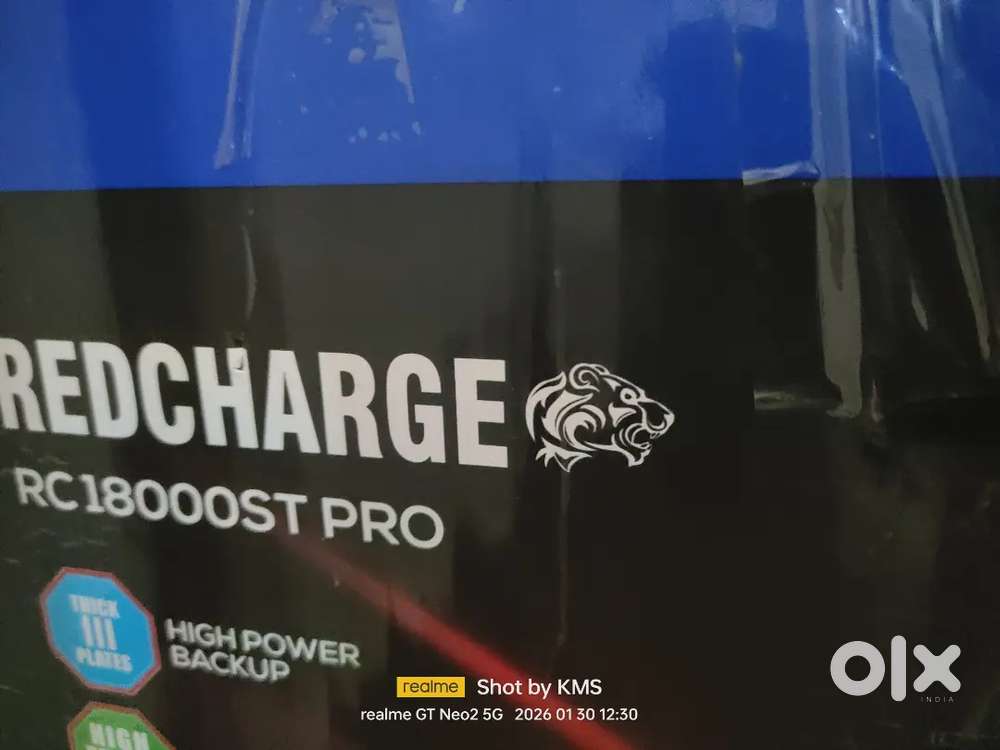 REDCHARGE
RC18000ST PRO
THICK
PLATES
HIGH POWER
BACKUP
HIGH
realme Shot by KMS
realme GT Neo2 5G 2026 01 30 12:30
olx
INDIA